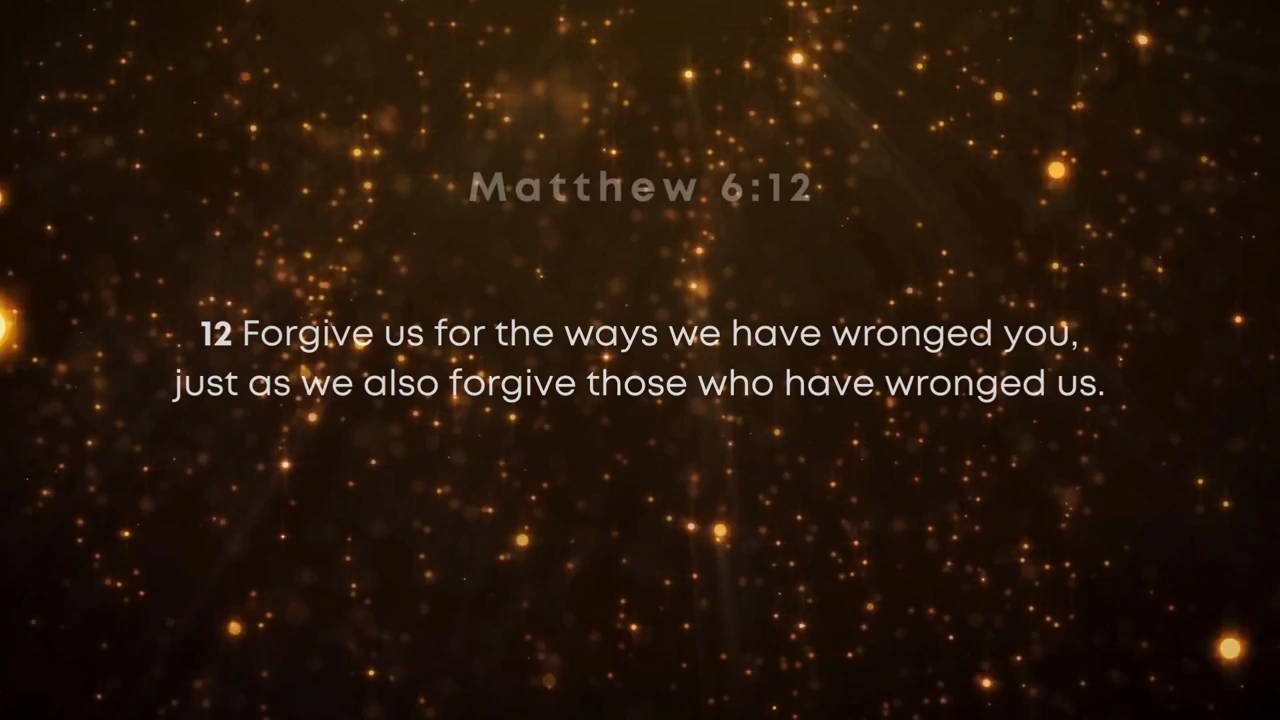 Matthew 6:12
12 Forgive us for the ways we have wronged you,
just as we also forgive those who have wronged us.